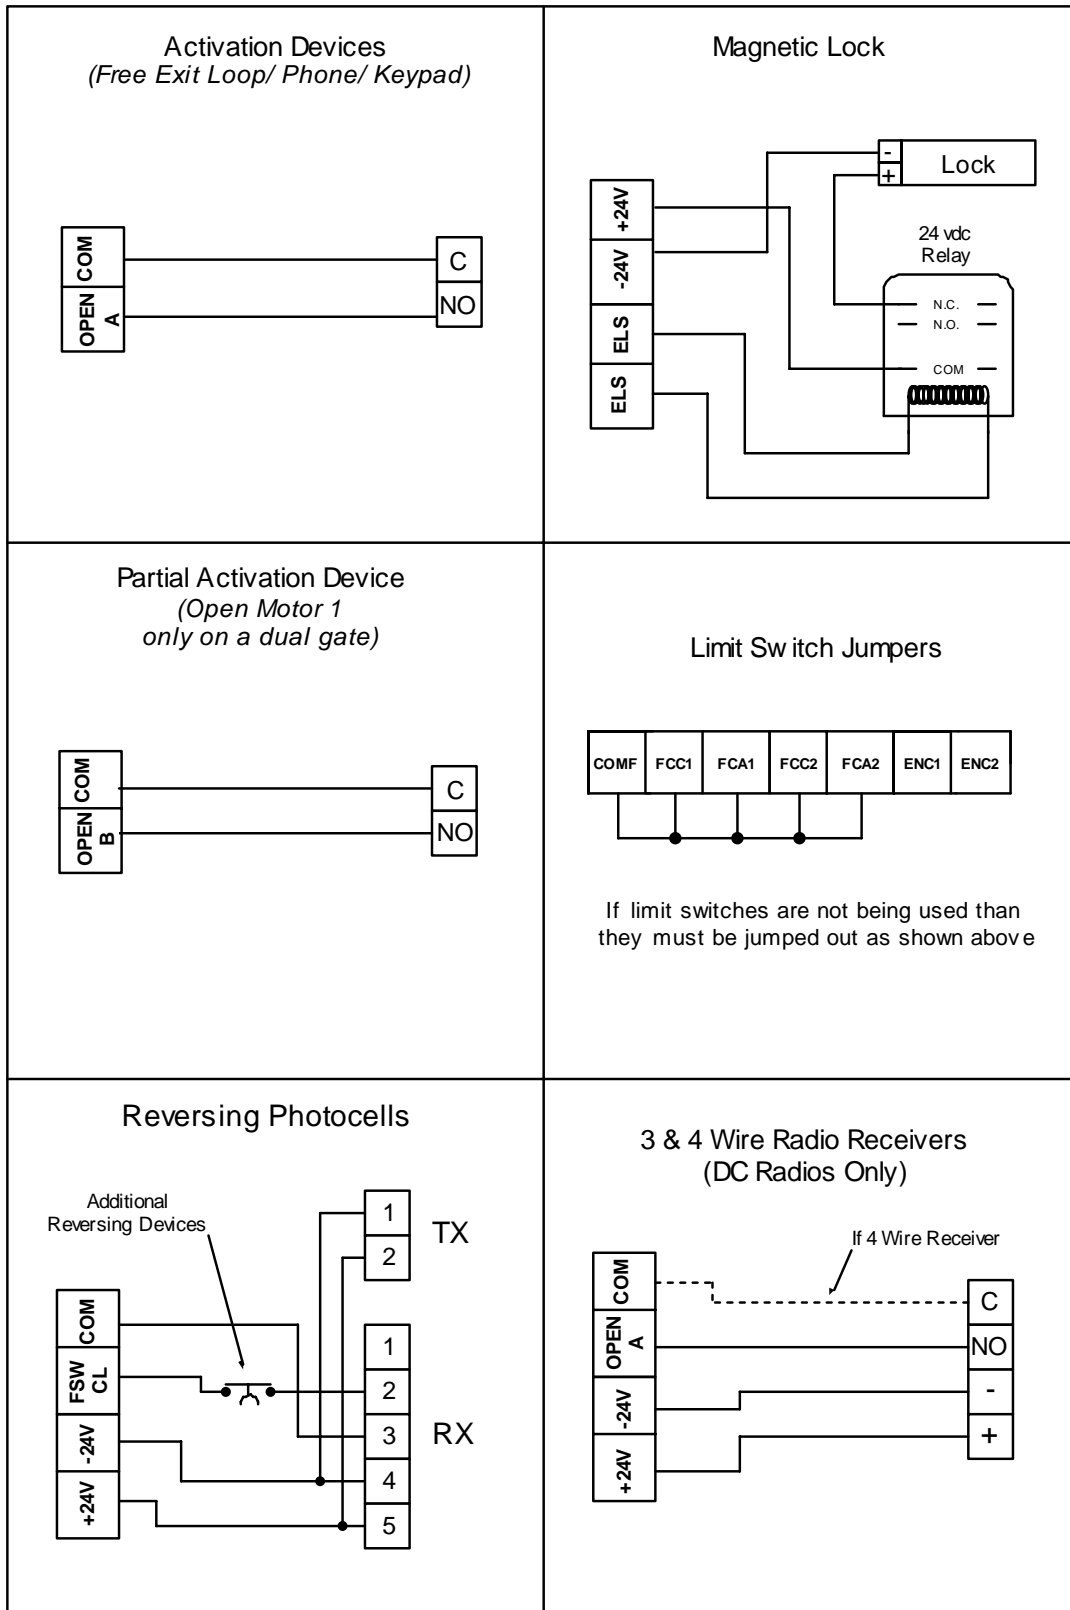 Activation Devices
(Free Exit Loop/ Phone/ Keypad)
COM
OPEN A
C
NO
Magnetic Lock
+24V
-24V
ELS
ELS
-
+
Lock
24 vdc
Relay
N.C.
N.O.
COM
Partial Activation Device
(Open Motor 1
only on a dual gate)
COM
OPEN B
C
NO
Limit Switch Jumpers
COMF FCC1 FCA1 FCC2 FCA2 ENC1 ENC2
If limit switches are not being used than
they must be jumped out as shown above
Reversing Photocells
Additional
Reversing Devices
COM
FSW CL
-24V
+24V
1
2
TX
1
2
3
4
5
RX
3 & 4 Wire Radio Receivers
(DC Radios Only)
If 4 Wire Receiver
COM
OPEN A
-24V
+24V
C
NO
-
+